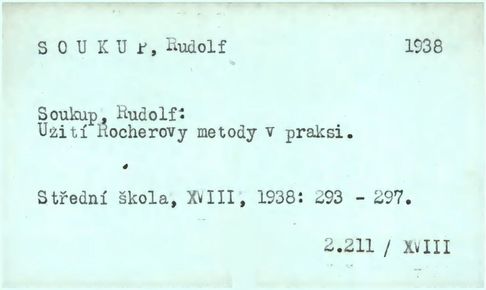 S O U K U P, Rudolf 1938
Soukup, Rudolf:
Užití Rocherovy metody v praksi.
Střední škola, XVIII, 1938: 293 - 297.
2.211 / XVIII